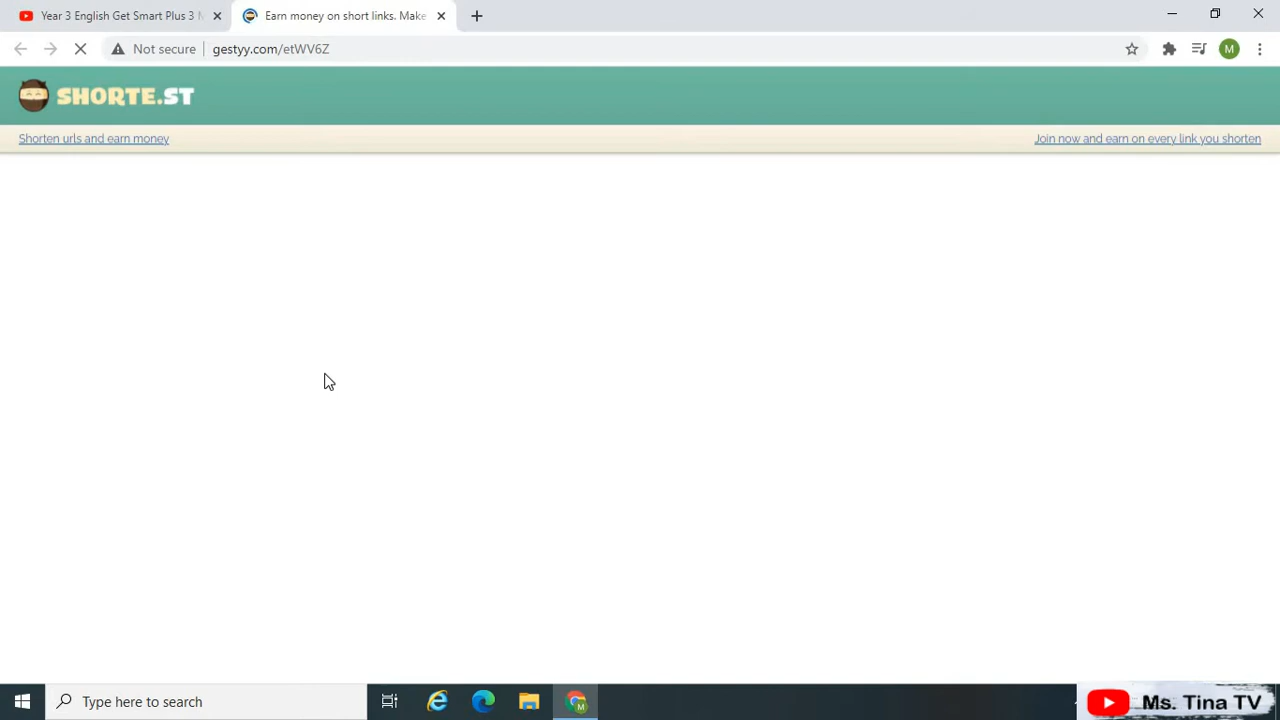 Year 3 English Get Smart Plus 3 N
Earn money on short links. Make
Not secure
gestyy.com/etWV6Z
M
SHORTE.ST
Shorten urls and earn money
Join now and earn on every link you shorten
Type here to search
M
Ms. Tina TV